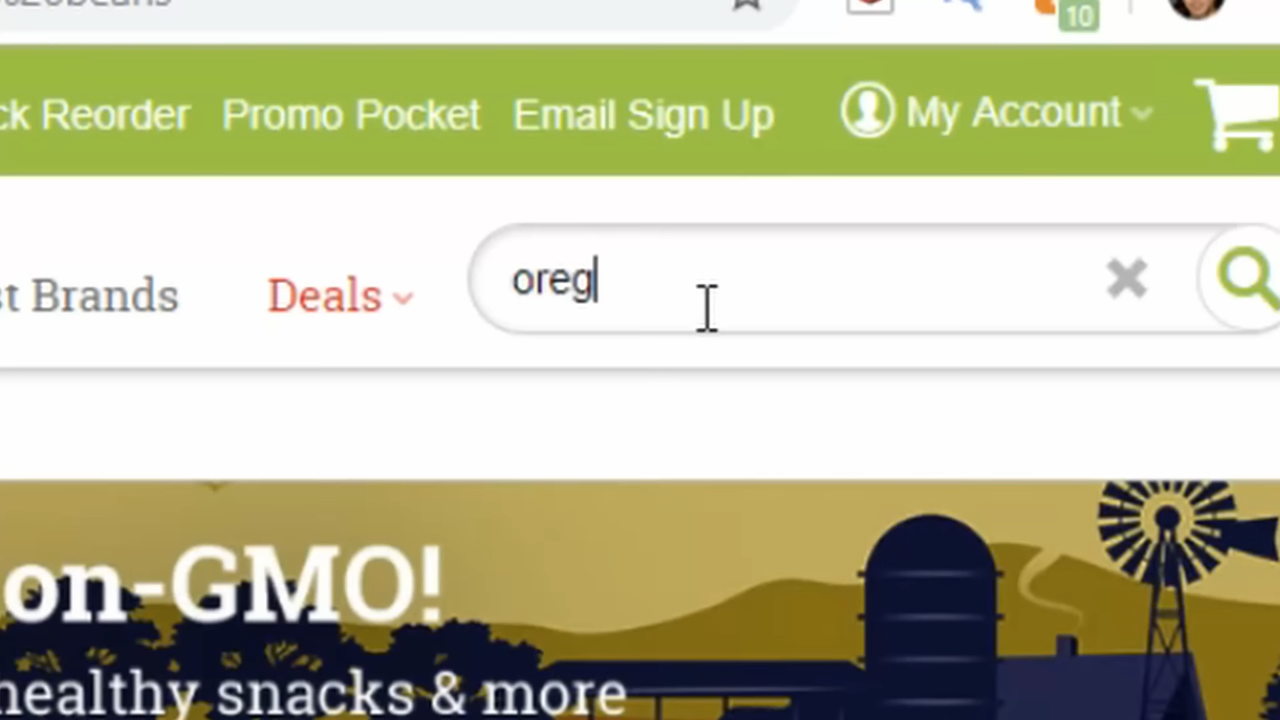 10
ck Reorder Promo Pocket Email Sign Up My Account
st Brands Deals oreg
on-GMO!
healthy snacks & more